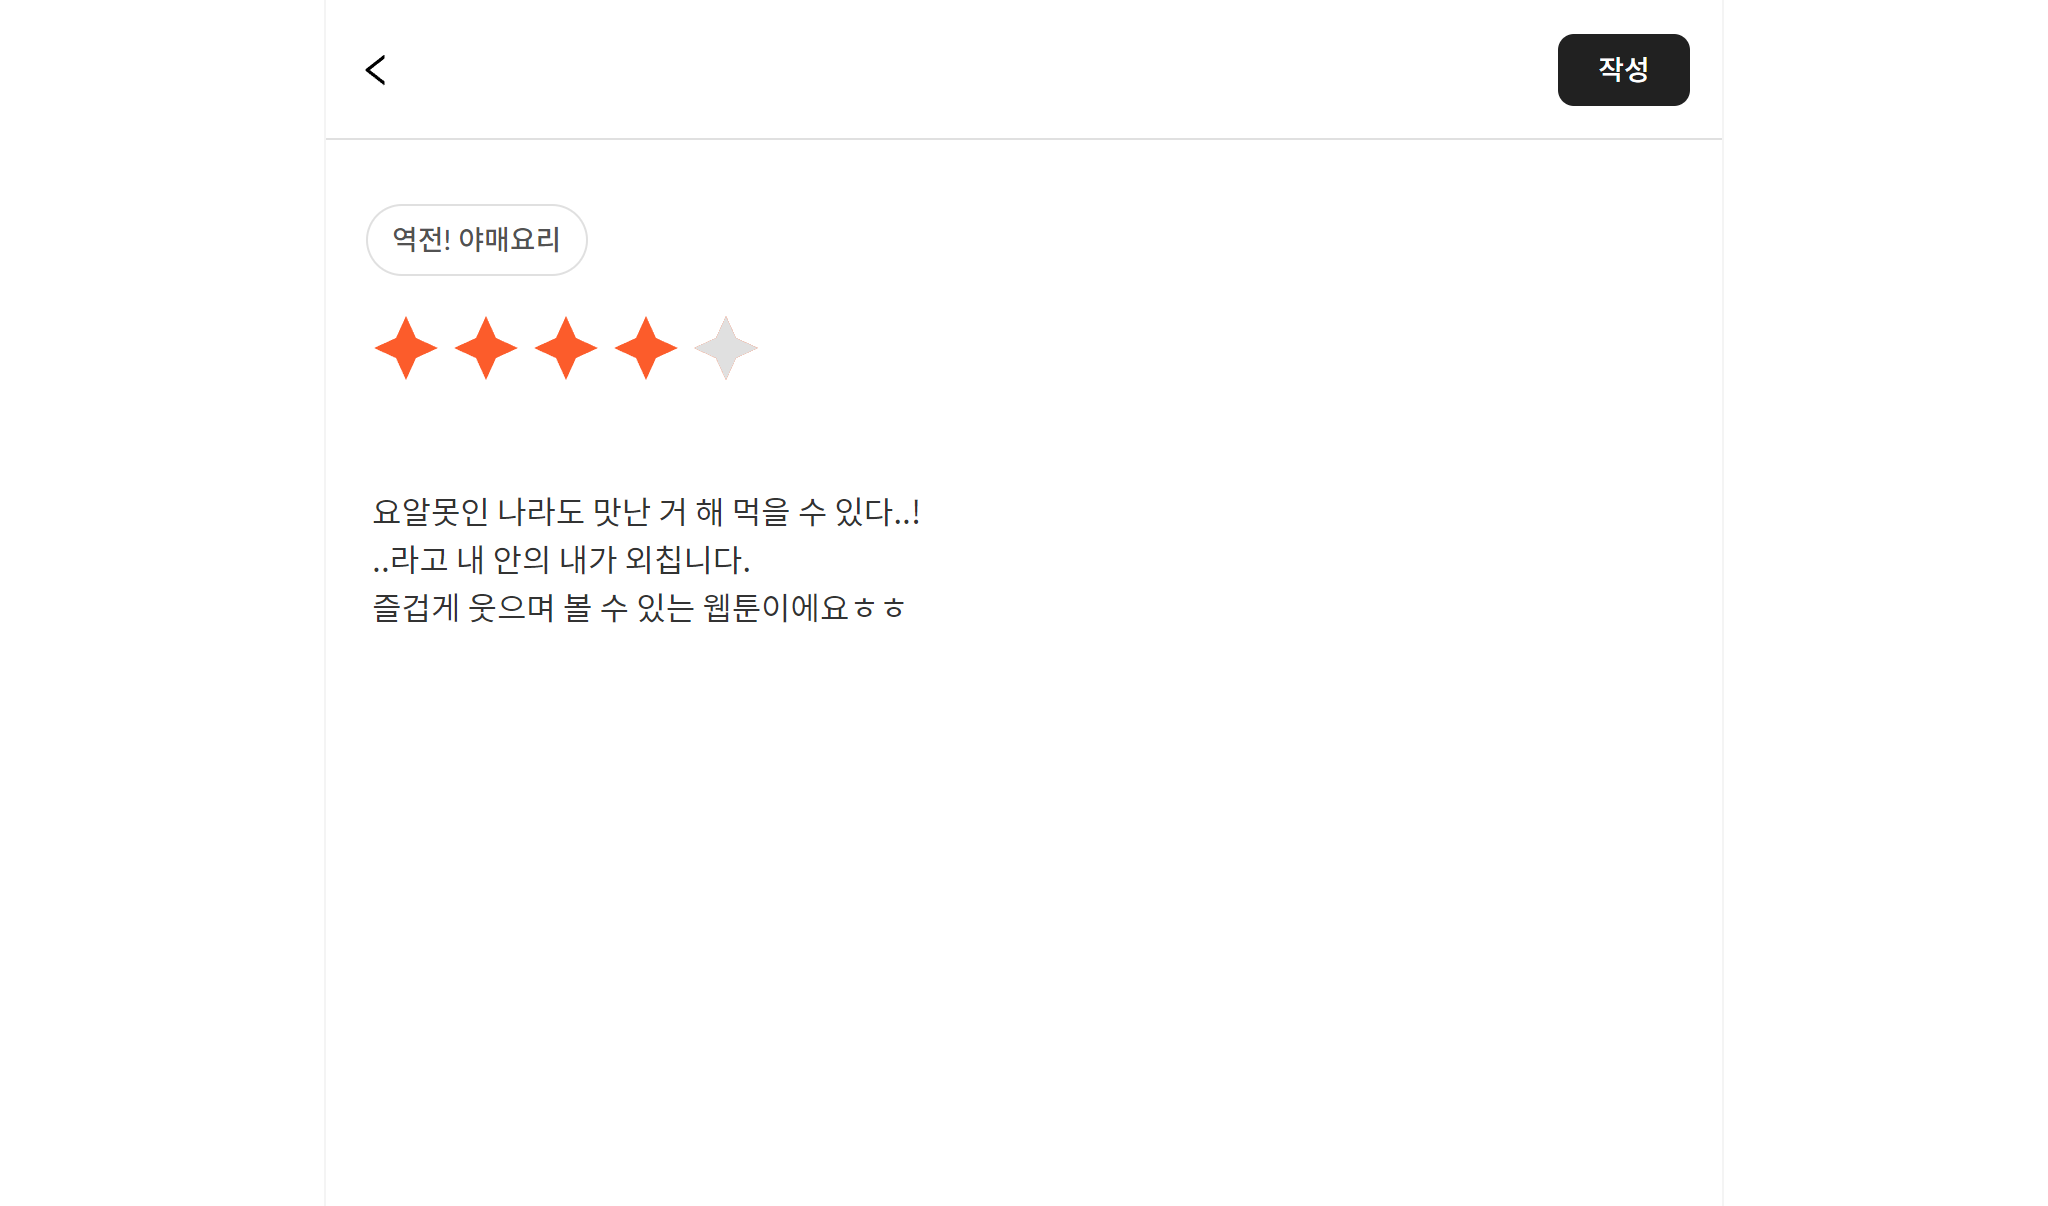 작성
역전! 야매요리
요알못인 나라도 맛난 거 해 먹을 수 있다..!
..라고 내 안의 내가 외칩니다.
즐겁게 웃으며 볼 수 있는 웹툰이에요ㅎㅎ